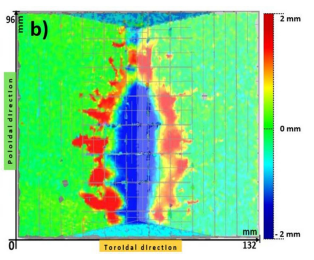 96
mm
b)
2 mm
Poloidal direction
0 mm
- 2 mm
mm
0
Toroidal direction
132